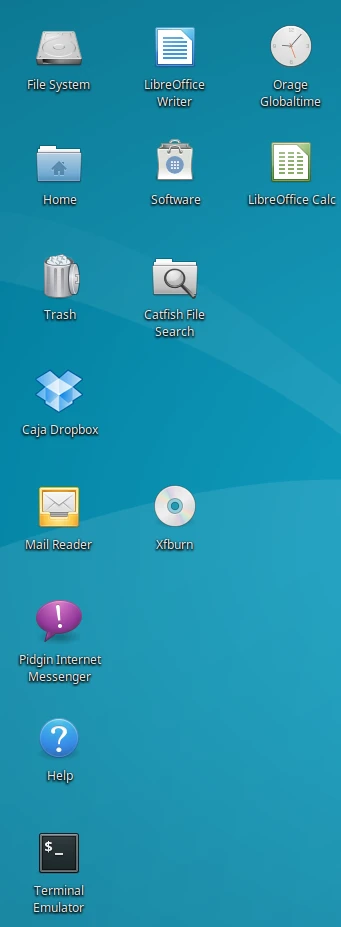 File System
LibreOffice
Writer
Orage
Globaltime
Home
Software
LibreOffice Calc
Trash
Catfish File
Search
Caja Dropbox
Mail Reader
Xfburn
Pidgin Internet
Messenger
?
Help
$_
Terminal
Emulator